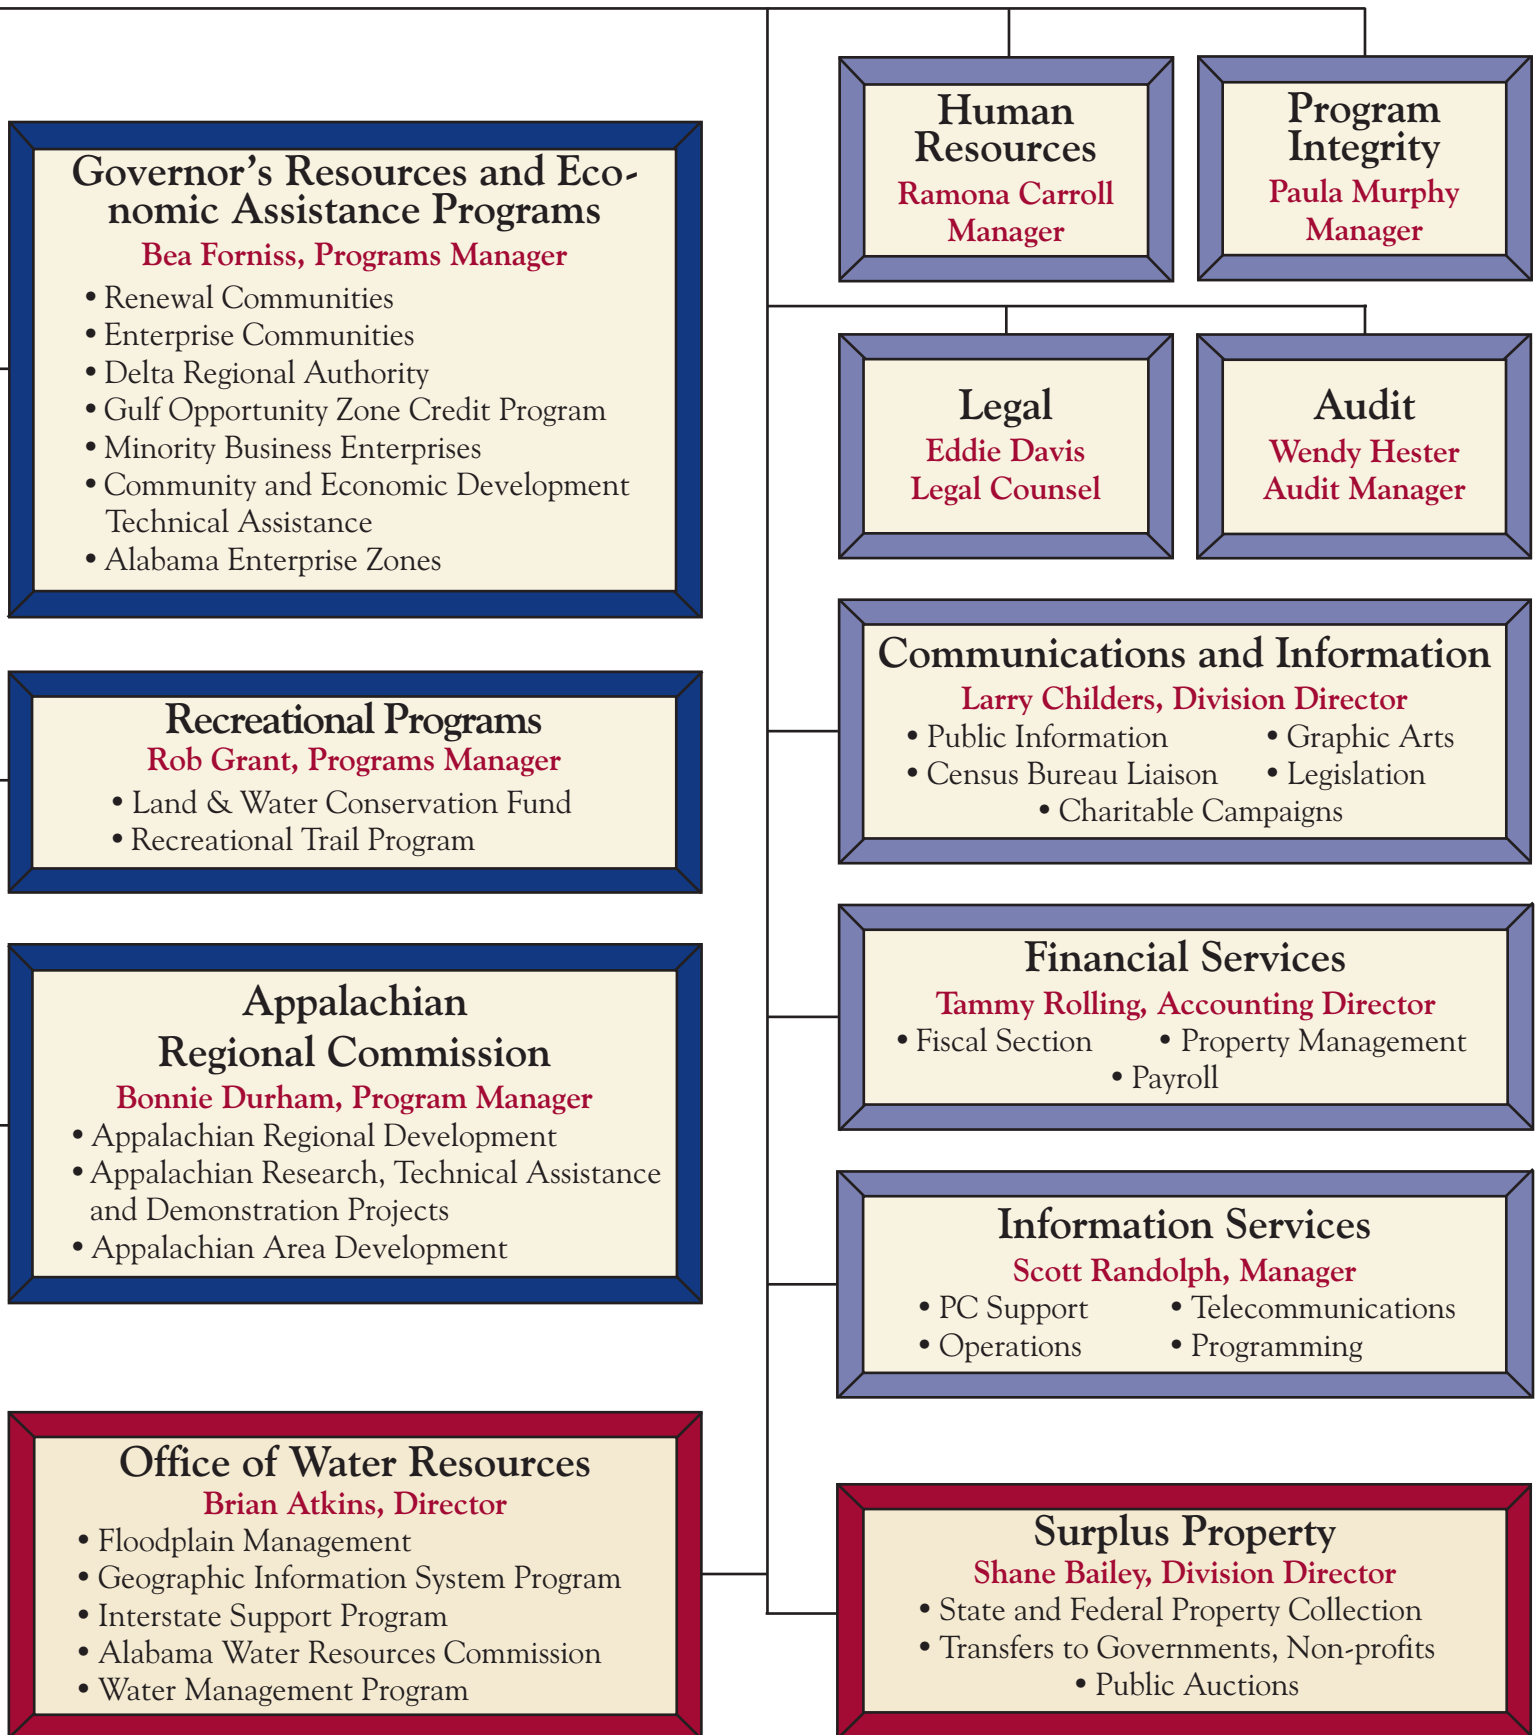 Governor's Resources and Eco-
nomic Assistance Programs
Bea Forniss, Programs Manager
• Renewal Communities
• Enterprise Communities
• Delta Regional Authority
• Gulf Opportunity Zone Credit Program
• Minority Business Enterprises
• Community and Economic Development
Technical Assistance
• Alabama Enterprise Zones
Recreational Programs
Rob Grant, Programs Manager
• Land & Water Conservation Fund
• Recreational Trail Program
Appalachian
Regional Commission
Bonnie Durham, Program Manager
• Appalachian Regional Development
• Appalachian Research, Technical Assistance
and Demonstration Projects
• Appalachian Area Development
Office of Water Resources
Brian Atkins, Director
• Floodplain Management
• Geographic Information System Program
• Interstate Support Program
• Alabama Water Resources Commission
• Water Management Program
Human
Resources
Ramona Carroll
Manager
Program
Integrity
Paula Murphy
Manager
Legal
Eddie Davis
Legal Counsel
Audit
Wendy Hester
Audit Manager
Communications and Information
Larry Childers, Division Director
• Public Information • Graphic Arts
• Census Bureau Liaison • Legislation
• Charitable Campaigns
Financial Services
Tammy Rolling, Accounting Director
• Fiscal Section • Property Management
• Payroll
Information Services
Scott Randolph, Manager
• PC Support • Telecommunications
• Operations • Programming
Surplus Property
Shane Bailey, Division Director
• State and Federal Property Collection
• Transfers to Governments, Non-profits
• Public Auctions